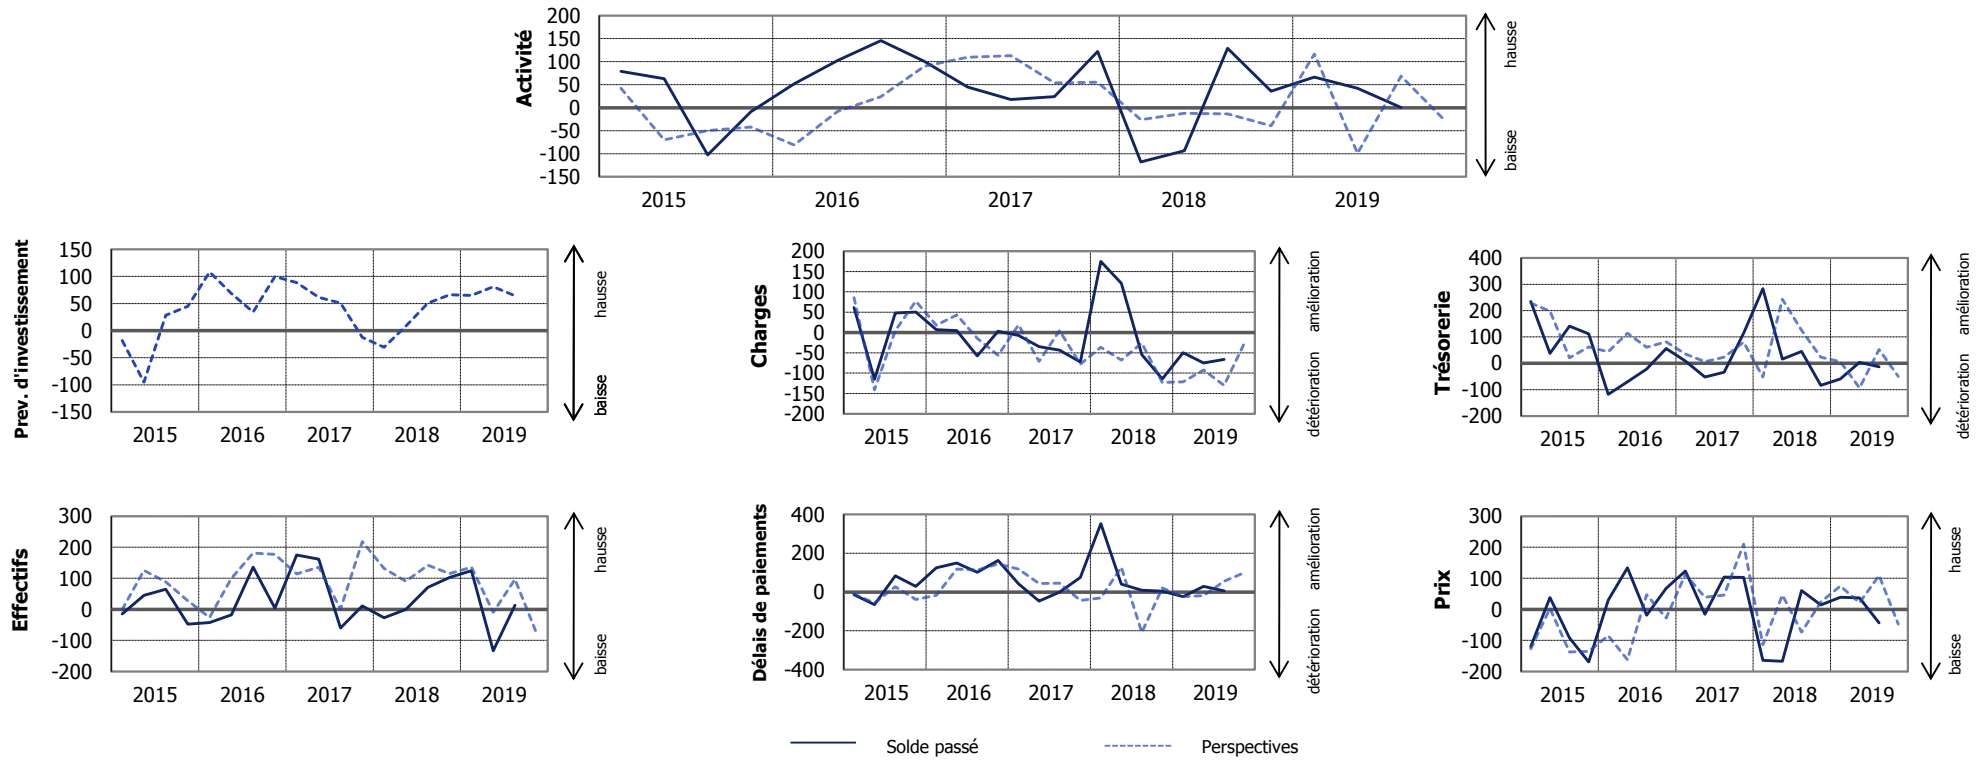 Activité
200
150
100
50
0
-50
-100
-150
2015 2016 2017 2018 2019
hausse
baisse
Prev. d'investissement
150
100
50
0
-50
-100
-150
2015 2016 2017 2018 2019
hausse
baisse
Charges
200
150
100
50
0
-50
-100
-150
-200
2015 2016 2017 2018 2019
amélioration
détérioration
Trésorerie
400
300
200
100
0
-100
-200
2015 2016 2017 2018 2019
amélioration
détérioration
Effectifs
300
200
100
0
-100
-200
2015 2016 2017 2018 2019
hausse
baisse
Délais de paiements
400
200
0
-200
-400
2015 2016 2017 2018 2019
amélioration
détérioration
Prix
300
200
100
0
-100
-200
2015 2016 2017 2018 2019
hausse
baisse
Solde passé
Perspectives